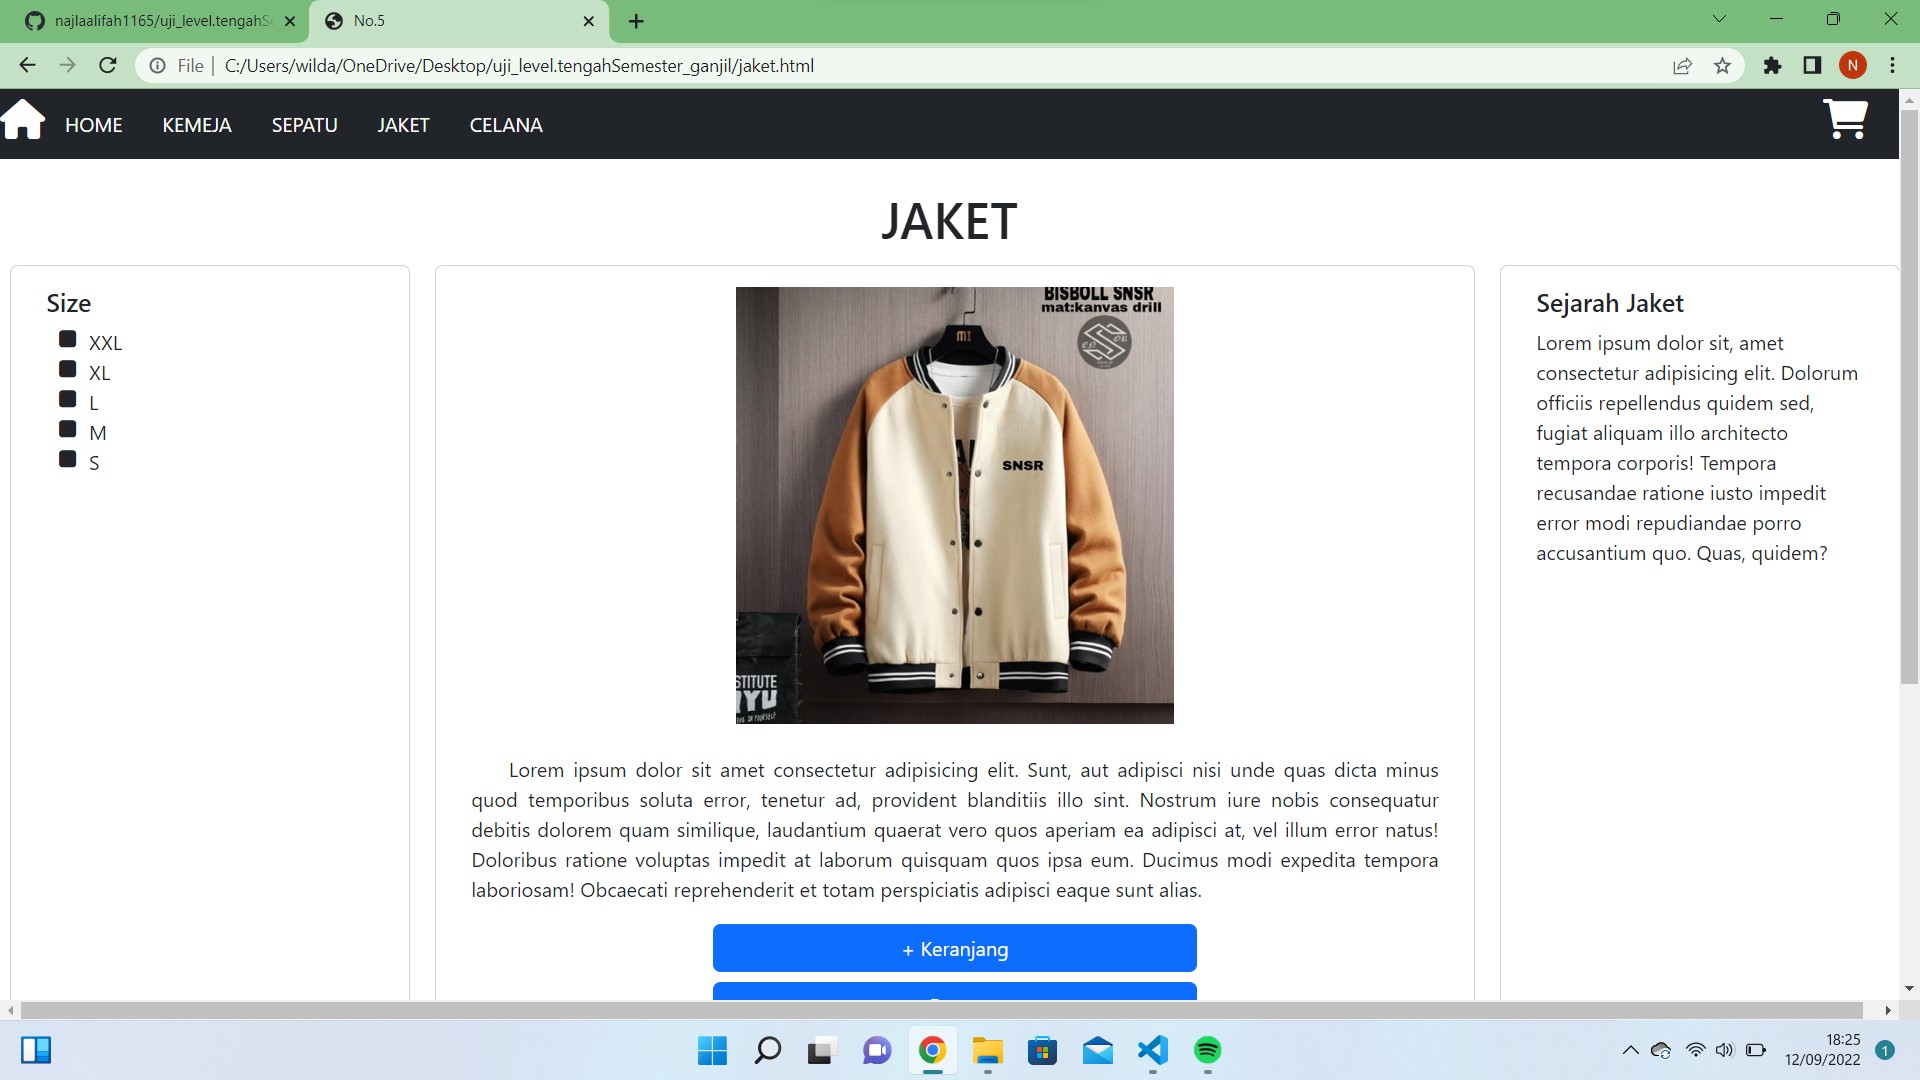 najlaalifah1165/uji_level.tengahS
No.5
File
C:/Users/wilda/OneDrive/Desktop/uji_level.tengahSemester_ganjil/jaket.html
N
HOME KEMEJA SEPATU JAKET CELANA
JAKET
Size
XXL
XL
L
M
S
BISBOLL SNSR
mat:kanvas drill
MI
SNSR
STITUTE
Lorem ipsum dolor sit amet consectetur adipisicing elit. Sunt, aut adipisci nisi unde quas dicta minus
quod temporibus soluta error, tenetur ad, provident blanditiis illo sint. Nostrum iure nobis consequatur
debitis dolorem quam similique, laudantium quaerat vero quos aperiam ea adipisci at, vel illum error natus!
Doloribus ratione voluptas impedit at laborum quisquam quos ipsa eum. Ducimus modi expedita tempora
laboriosam! Obcaecati reprehenderit et totam perspiciatis adipisci eaque sunt alias.
+ Keranjang
Sejarah Jaket
Lorem ipsum dolor sit, amet
consectetur adipisicing elit. Dolorum
officiis repellendus quidem sed,
fugiat aliquam illo architecto
tempora corporis! Tempora
recusandae ratione iusto impedit
error modi repudiandae porro
accusantium quo. Quas, quidem?
18:25
12/09/2022
1